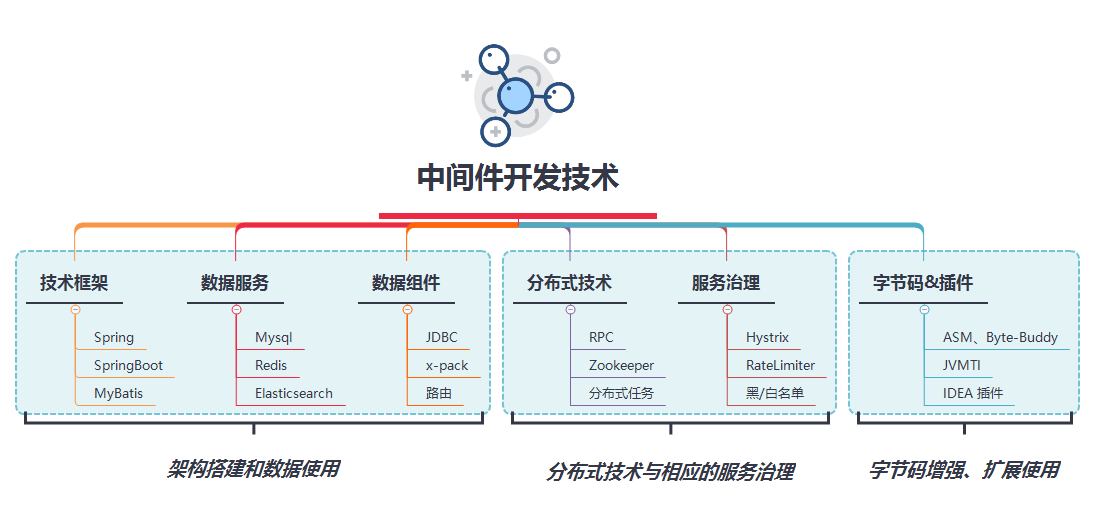 中间件开发技术
技术框架
Spring
SpringBoot
MyBatis
数据服务
Mysql
Redis
Elasticsearch
数据组件
JDBC
x-pack
路由
分布式技术
RPC
Zookeeper
分布式任务
服务治理
Hystrix
RateLimiter
黑/白名单
字节码&插件
ASM、Byte-Buddy
JVMTI
IDEA 插件
架构搭建和数据使用
分布式技术与相应的服务治理
字节码增强、扩展使用